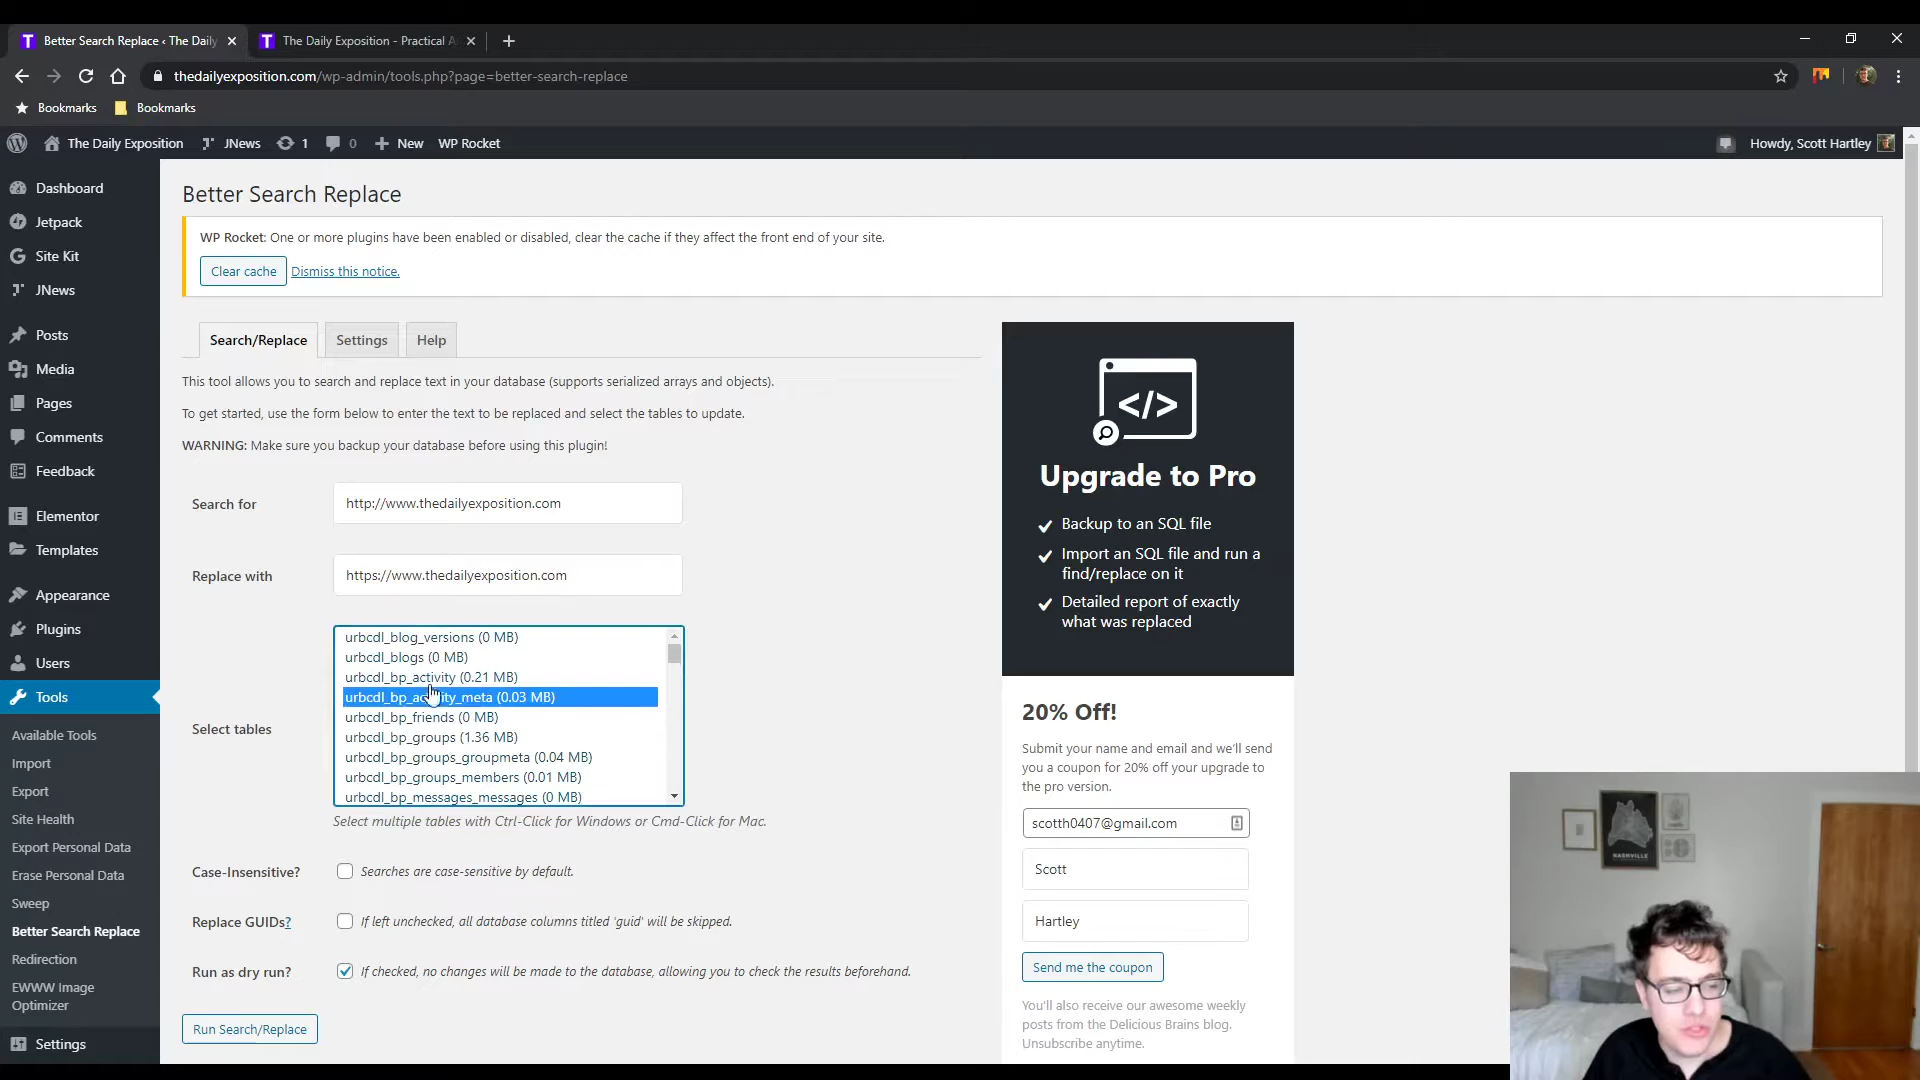 Better Search Replace ‹ The Daily
The Daily Exposition - Practical A
thedailyexposition.com/wp-admin/tools.php?page=better-search-replace
Bookmarks
Bookmarks
The Daily Exposition
JNews
1
0
New
WP Rocket
Howdy, Scott Hartley
Dashboard
Jetpack
Site Kit
JNews
Posts
Media
Pages
Comments
Feedback
Elementor
Templates
Appearance
Plugins
Users
Tools
Available Tools
Import
Export
Site Health
Export Personal Data
Erase Personal Data
Sweep
Better Search Replace
Redirection
EWWW Image
Optimizer
Settings
Better Search Replace
WP Rocket: One or more plugins have been enabled or disabled, clear the cache if they affect the front end of your site.
Clear cache
Dismiss this notice.
Search/Replace
Settings
Help
This tool allows you to search and replace text in your database (supports serialized arrays and objects).
To get started, use the form below to enter the text to be replaced and select the tables to update.
WARNING: Make sure you backup your database before using this plugin!
Search for
http://www.thedailyexposition.com
Replace with
https://www.thedailyexposition.com
Select tables
urbcdl_blog_versions (0 MB)
urbcdl_blogs (0 MB)
urbcdl_bp_activity (0.21 MB)
urbcdl_bp_activity_meta (0.03 MB)
urbcdl_bp_friends (0 MB)
urbcdl_bp_groups (1.36 MB)
urbcdl_bp_groups_groupmeta (0.04 MB)
urbcdl_bp_groups_members (0.01 MB)
urbcdl_bp_messages_messages (0 MB)
Select multiple tables with Ctrl-Click for Windows or Cmd-Click for Mac.
Case-Insensitive?
Searches are case-sensitive by default.
Replace GUIDs?
If left unchecked, all database columns titled 'guid' will be skipped.
Run as dry run?
If checked, no changes will be made to the database, allowing you to check the results beforehand.
Run Search/Replace
</>
Upgrade to Pro
Backup to an SQL file
Import an SQL file and run a
find/replace on it
Detailed report of exactly
what was replaced
20% Off!
Submit your name and email and we'll send
you a coupon for 20% off your upgrade to
the pro version.
scotth0407@gmail.com
Scott
Hartley
Send me the coupon
You'll also receive our awesome weekly
posts from the Delicious Brains blog.
Unsubscribe anytime.
NASHVILLE